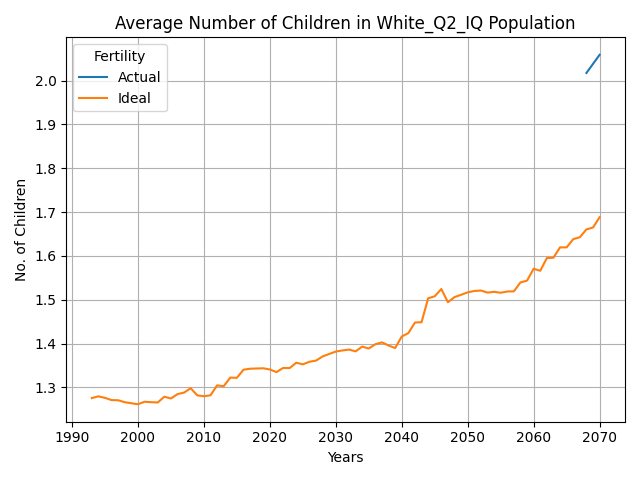 Average Number of Children in White_Q2_IQ Population
Fertility
Actual
Ideal
No. of Children
2.0
1.9
1.8
1.7
1.6
1.5
1.4
1.3
1990 2000 2010 2020 2030 2040 2050 2060 2070
Years